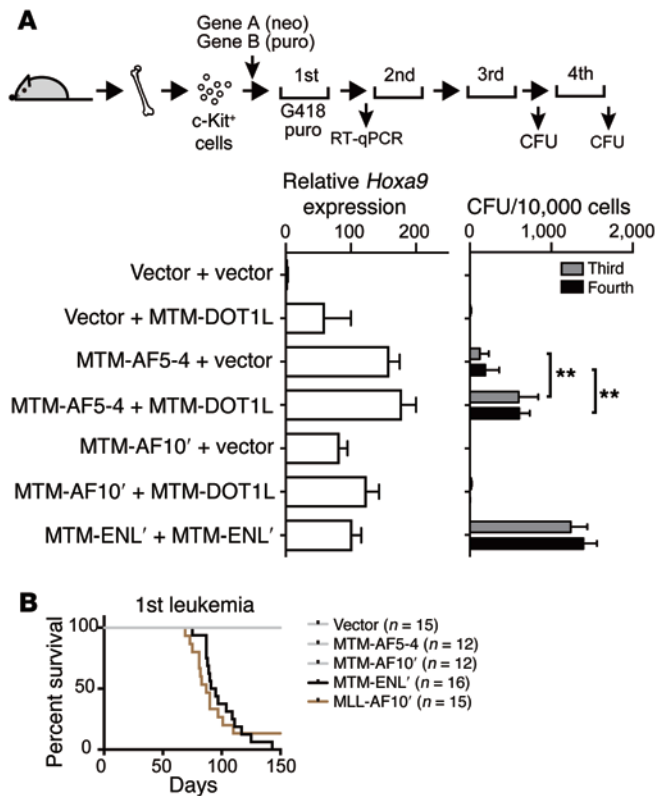 A
Gene A (neo)
Gene B (puro)
1st
2nd
3rd
4th
c-Kit⁺
cells
G418
puro
RT-qPCR
CFU
CFU
Relative Hoxa9
expression
CFU/10,000 cells
0
100
200
0
1,000
2,000
Third
Fourth
Vector + vector
Vector + MTM-DOT1L
MTM-AF5-4 + vector
MTM-AF5-4 + MTM-DOT1L
MTM-AF10′ + vector
MTM-AF10′ + MTM-DOT1L
MTM-ENL′ + MTM-ENL′
**
**
B
1st leukemia
Percent survival
100
50
0
0
50
100
150
Days
Vector (n = 15)
MTM-AF5-4 (n = 12)
MTM-AF10′ (n = 12)
MTM-ENL′ (n = 16)
MLL-AF10′ (n = 15)